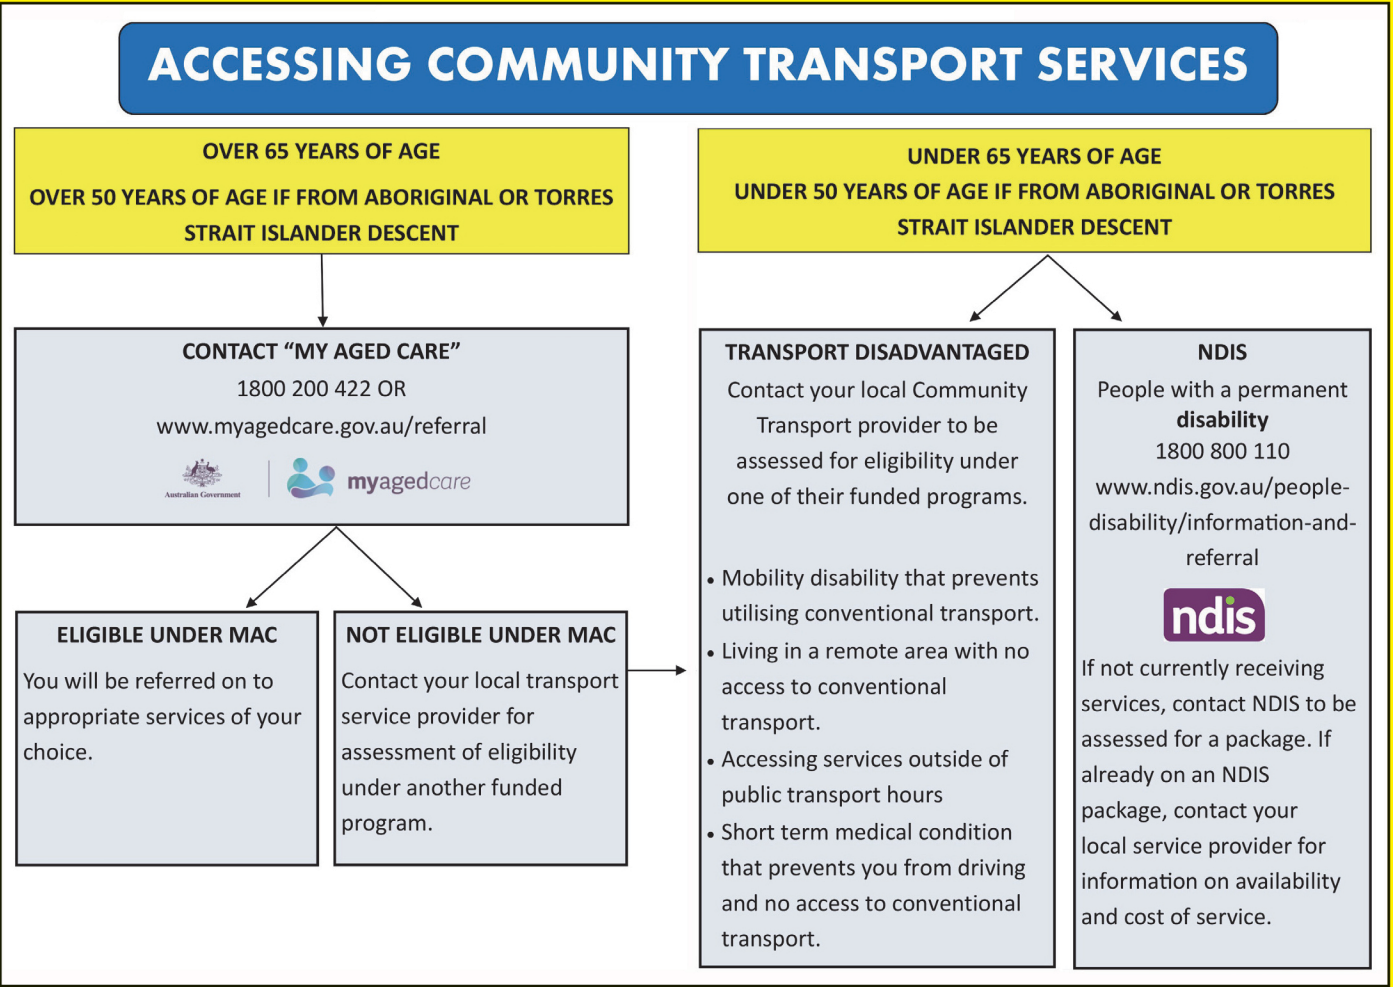 ACCESSING COMMUNITY TRANSPORT SERVICES
OVER 65 YEARS OF AGE
OVER 50 YEARS OF AGE IF FROM ABORIGINAL OR TORRES
STRAIT ISLANDER DESCENT
UNDER 65 YEARS OF AGE
UNDER 50 YEARS OF AGE IF FROM ABORIGINAL OR TORRES
STRAIT ISLANDER DESCENT
CONTACT “MY AGED CARE”
1800 200 422 OR
www.myagedcare.gov.au/referral
Australian Government
myagedcare
ELIGIBLE UNDER MAC
You will be referred on to
appropriate services of your
choice.
NOT ELIGIBLE UNDER MAC
Contact your local transport
service provider for
assessment of eligibility
under another funded
program.
TRANSPORT DISADVANTAGED
Contact your local Community
Transport provider to be
assessed for eligibility under
one of their funded programs.
• Mobility disability that prevents
utilising conventional transport.
• Living in a remote area with no
access to conventional
transport.
• Accessing services outside of
public transport hours
• Short term medical condition
that prevents you from driving
and no access to conventional
transport.
NDIS
People with a permanent
disability
1800 800 110
www.ndis.gov.au/people-
disability/information-and-
referral
ndis
If not currently receiving
services, contact NDIS to be
assessed for a package. If
already on an NDIS
package, contact your
local service provider for
information on availability
and cost of service.